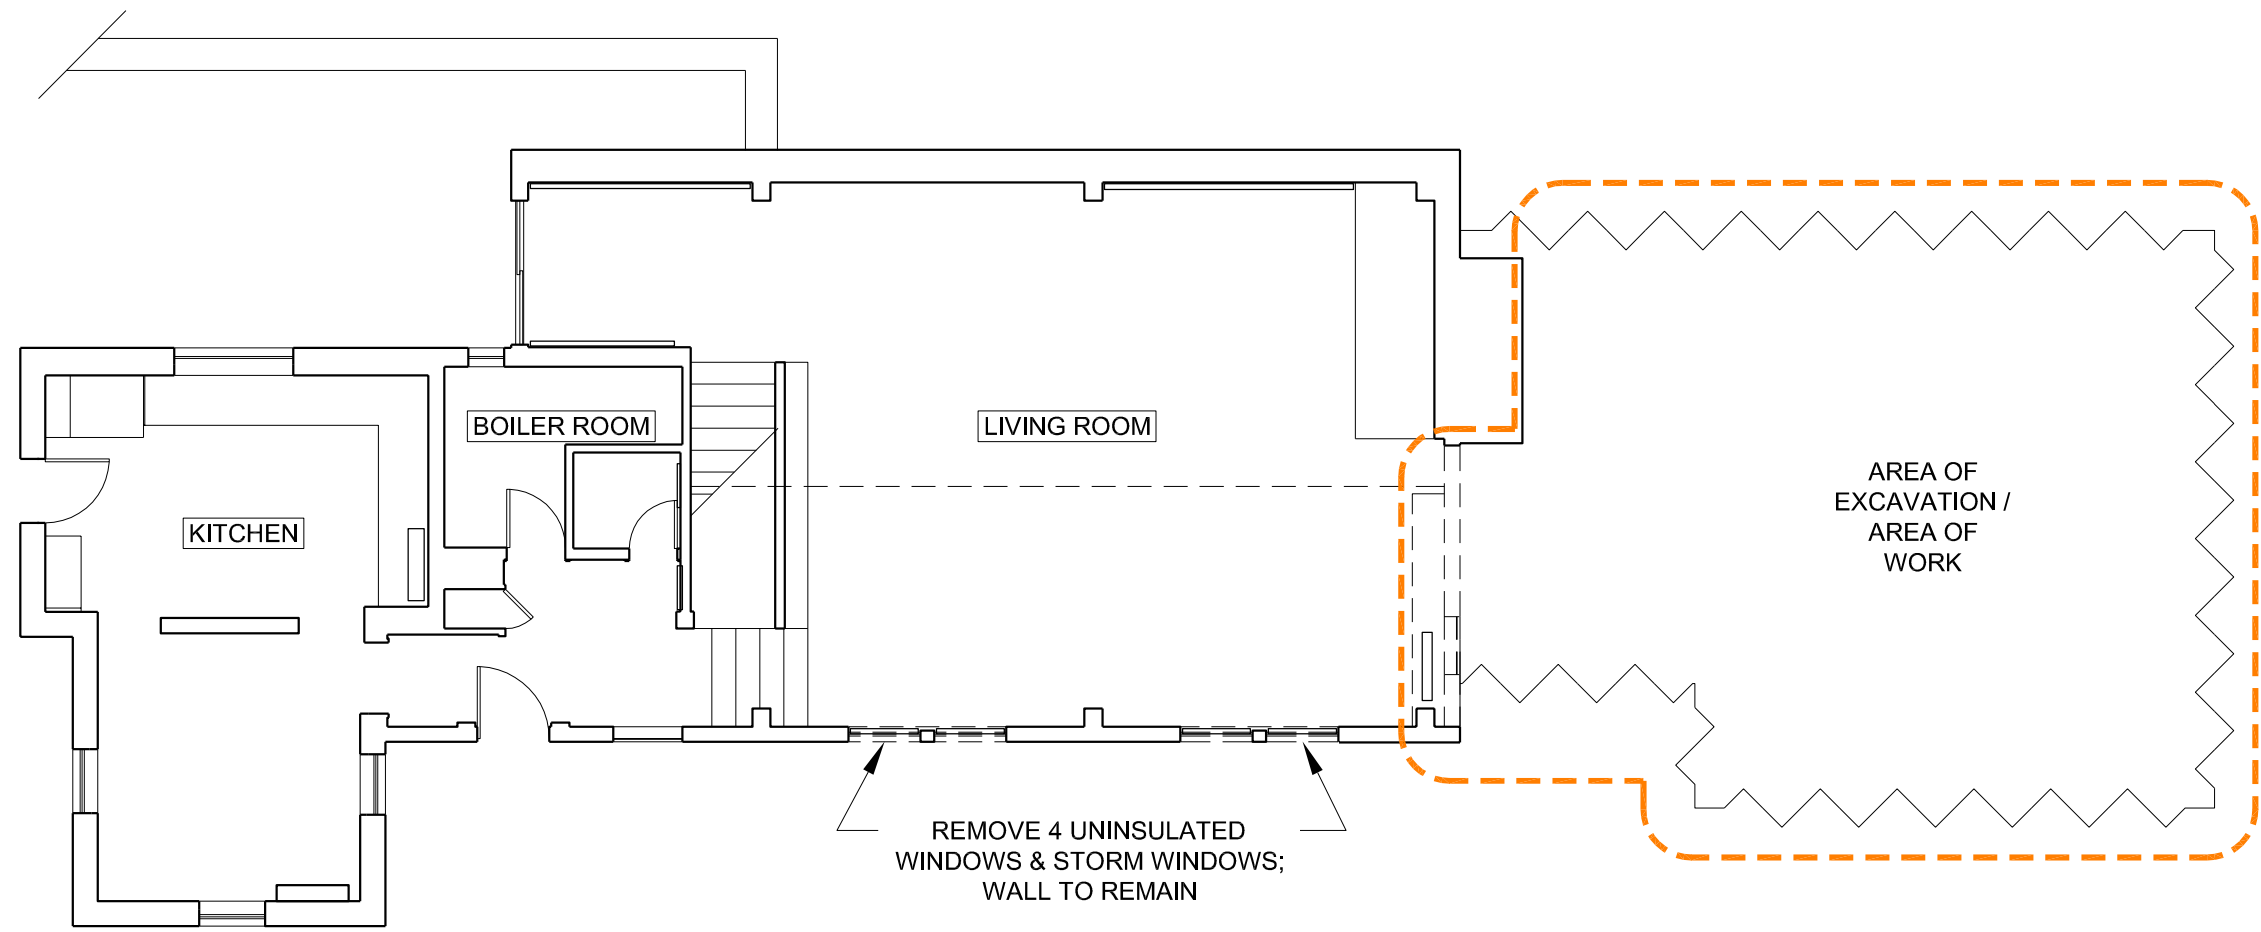 BOILER ROOM
LIVING ROOM
KITCHEN
AREA OF
EXCAVATION /
AREA OF
WORK
REMOVE 4 UNINSULATED
WINDOWS & STORM WINDOWS;
WALL TO REMAIN